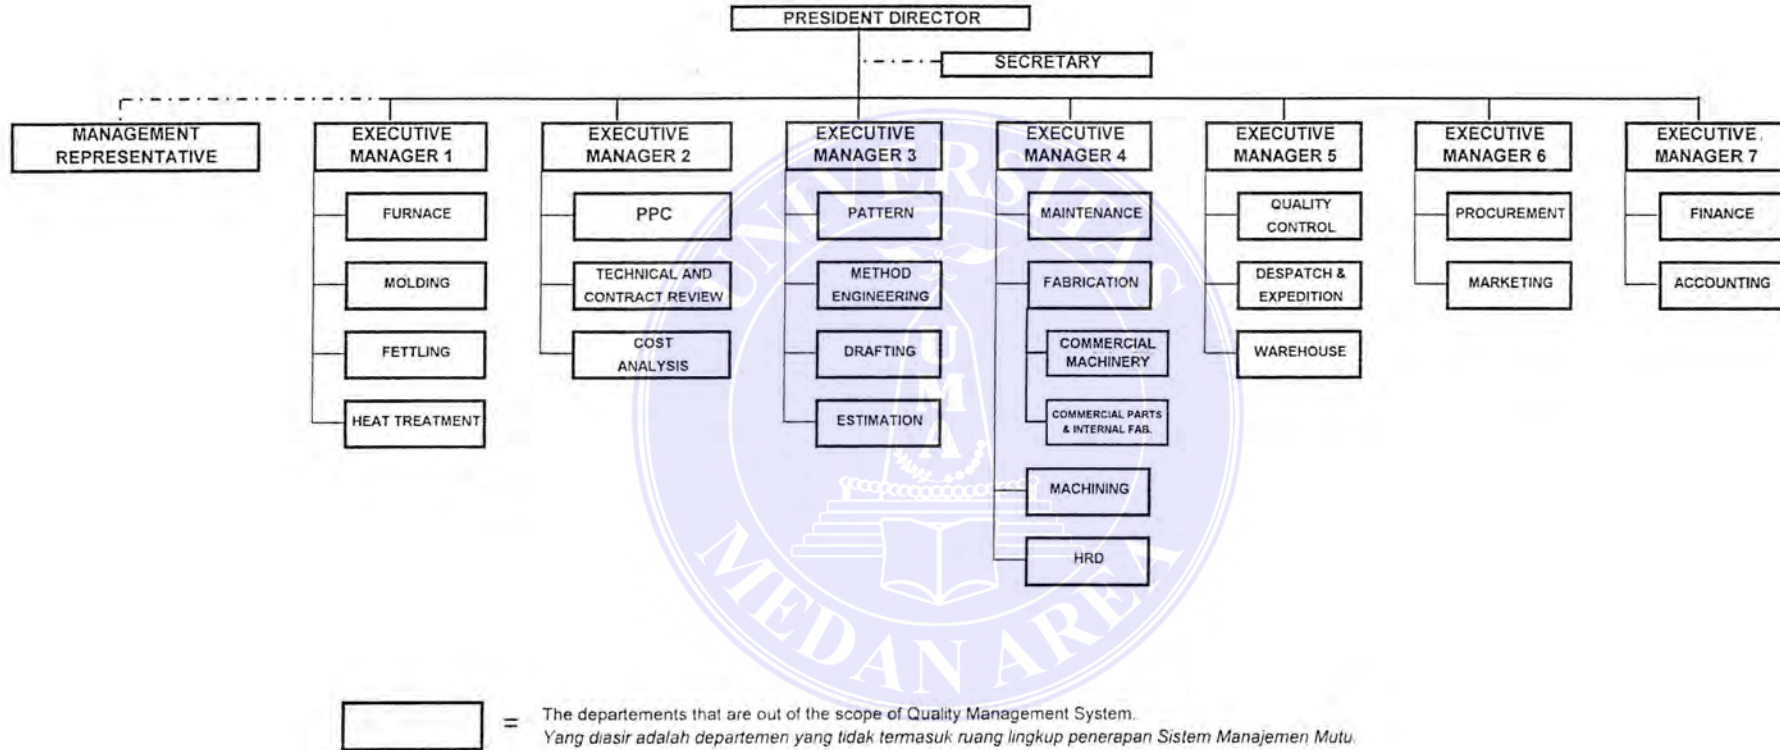 PRESIDENT DIRECTOR
SECRETARY
MANAGEMENT
REPRESENTATIVE
EXECUTIVE
MANAGER 1
FURNACE
MOLDING
FETTLING
HEAT TREATMENT
EXECUTIVE
MANAGER 2
PPC
TECHNICAL AND
CONTRACT REVIEW
COST
ANALYSIS
EXECUTIVE
MANAGER 3
PATTERN
METHOD
ENGINEERING
DRAFTING
ESTIMATION
EXECUTIVE
MANAGER 4
MAINTENANCE
FABRICATION
COMMERCIAL
MACHINERY
COMMERCIAL PARTS
& INTERNAL FAB.
MACHINING
HRD
EXECUTIVE
MANAGER 5
QUALITY
CONTROL
DESPATCH &
EXPEDITION
WAREHOUSE
EXECUTIVE
MANAGER 6
PROCUREMENT
MARKETING
EXECUTIVE
MANAGER 7
FINANCE
ACCOUNTING
UNIVERSITAS
UMA
MEDAN AREA
= The departements that are out of the scope of Quality Management System.
Yang diasir adalah departemen yang tidak termasuk ruang lingkup penerapan Sistem Manajemen Mutu.